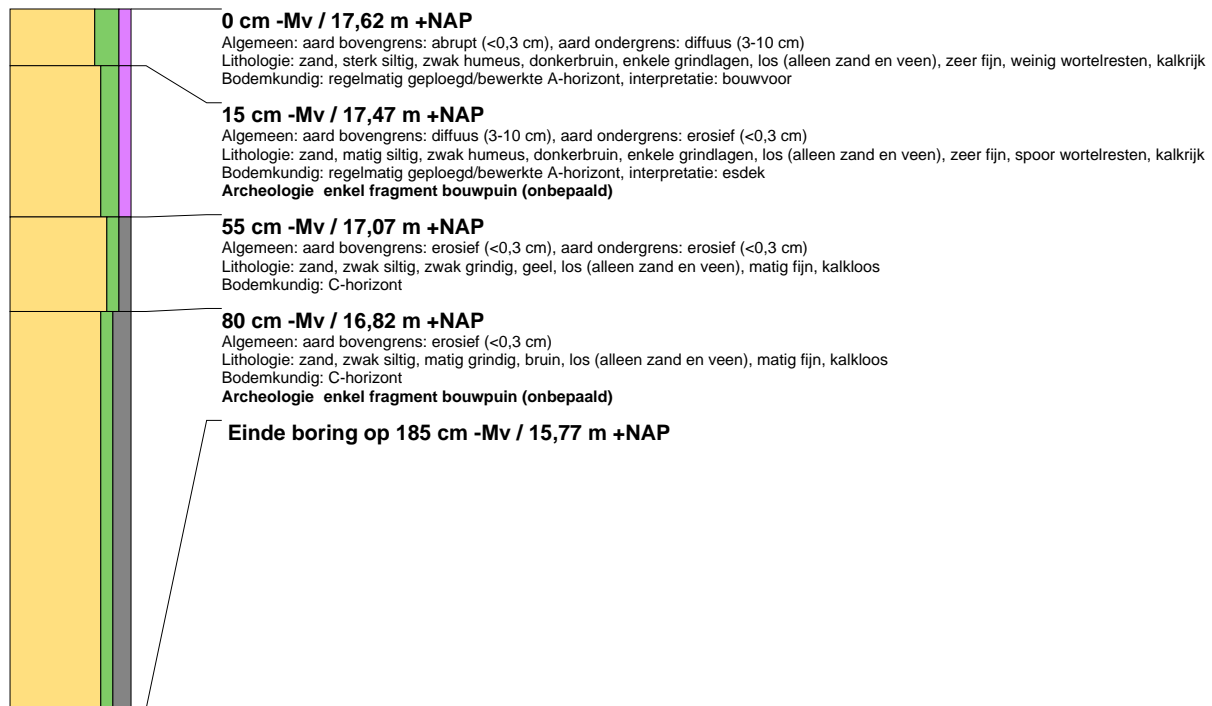 0 cm -Mv / 17,62 m +NAP
Algemeen: aard bovengrens: abrupt (<0,3 cm), aard ondergrens: diffuus (3-10 cm)
Lithologie: zand, sterk siltig, zwak humeus, donkerbruin, enkele grindlagen, los (alleen zand en veen), zeer fijn, weinig wortelresten, kalkrijk
Bodemkundig: regelmatig geploegd/bewerkte A-horizont, interpretatie: bouwvoor
15 cm -Mv / 17,47 m +NAP
Algemeen: aard bovengrens: diffuus (3-10 cm), aard ondergrens: erosief (<0,3 cm)
Lithologie: zand, matig siltig, zwak humeus, donkerbruin, enkele grindlagen, los (alleen zand en veen), zeer fijn, spoor wortelresten, kalkrijk
Bodemkundig: regelmatig geploegd/bewerkte A-horizont, interpretatie: esdek
Archeologie enkel fragment bouwpuin (onbepaald)
55 cm -Mv / 17,07 m +NAP
Algemeen: aard bovengrens: erosief (<0,3 cm), aard ondergrens: erosief (<0,3 cm)
Lithologie: zand, zwak siltig, zwak grindig, geel, los (alleen zand en veen), matig fijn, kalkloos
Bodemkundig: C-horizont
80 cm -Mv / 16,82 m +NAP
Algemeen: aard bovengrens: erosief (<0,3 cm)
Lithologie: zand, zwak siltig, matig grindig, bruin, los (alleen zand en veen), matig fijn, kalkloos
Bodemkundig: C-horizont
Archeologie enkel fragment bouwpuin (onbepaald)
Einde boring op 185 cm -Mv / 15,77 m +NAP